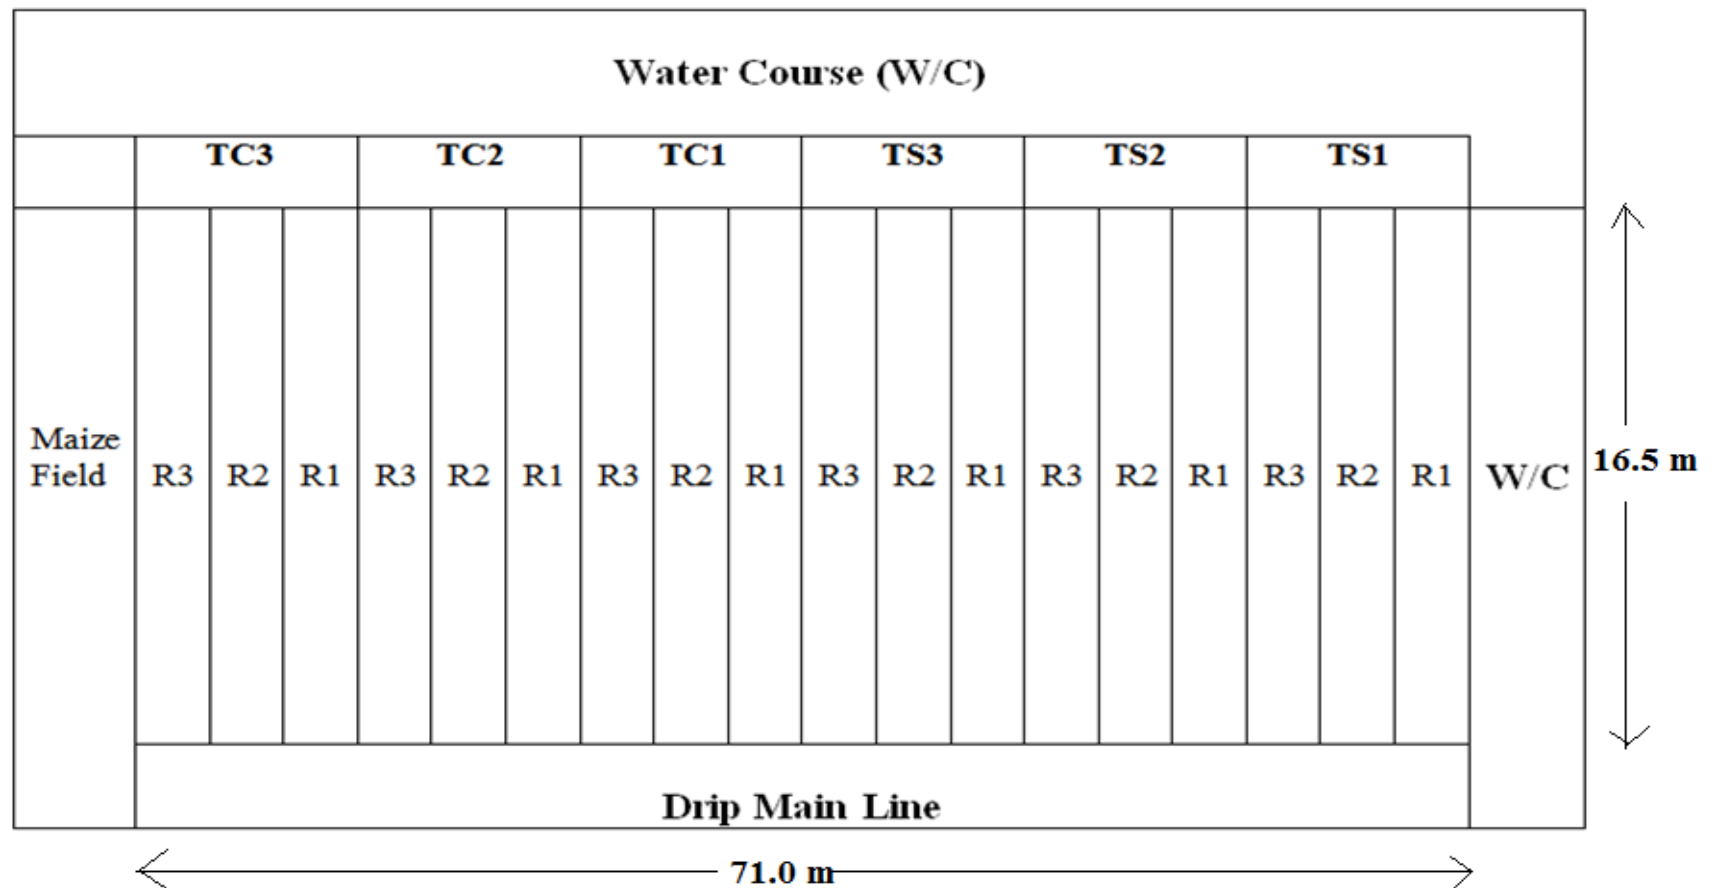 Water Course (W/C)
TC3 TC2 TC1 TS3 TS2 TS1
Maize
Field
R3 R2 R1 R3 R2 R1 R3 R2 R1 R3 R2 R1 R3 R2 R1 R3 R2 R1
W/C
16.5 m
Drip Main Line
71.0 m